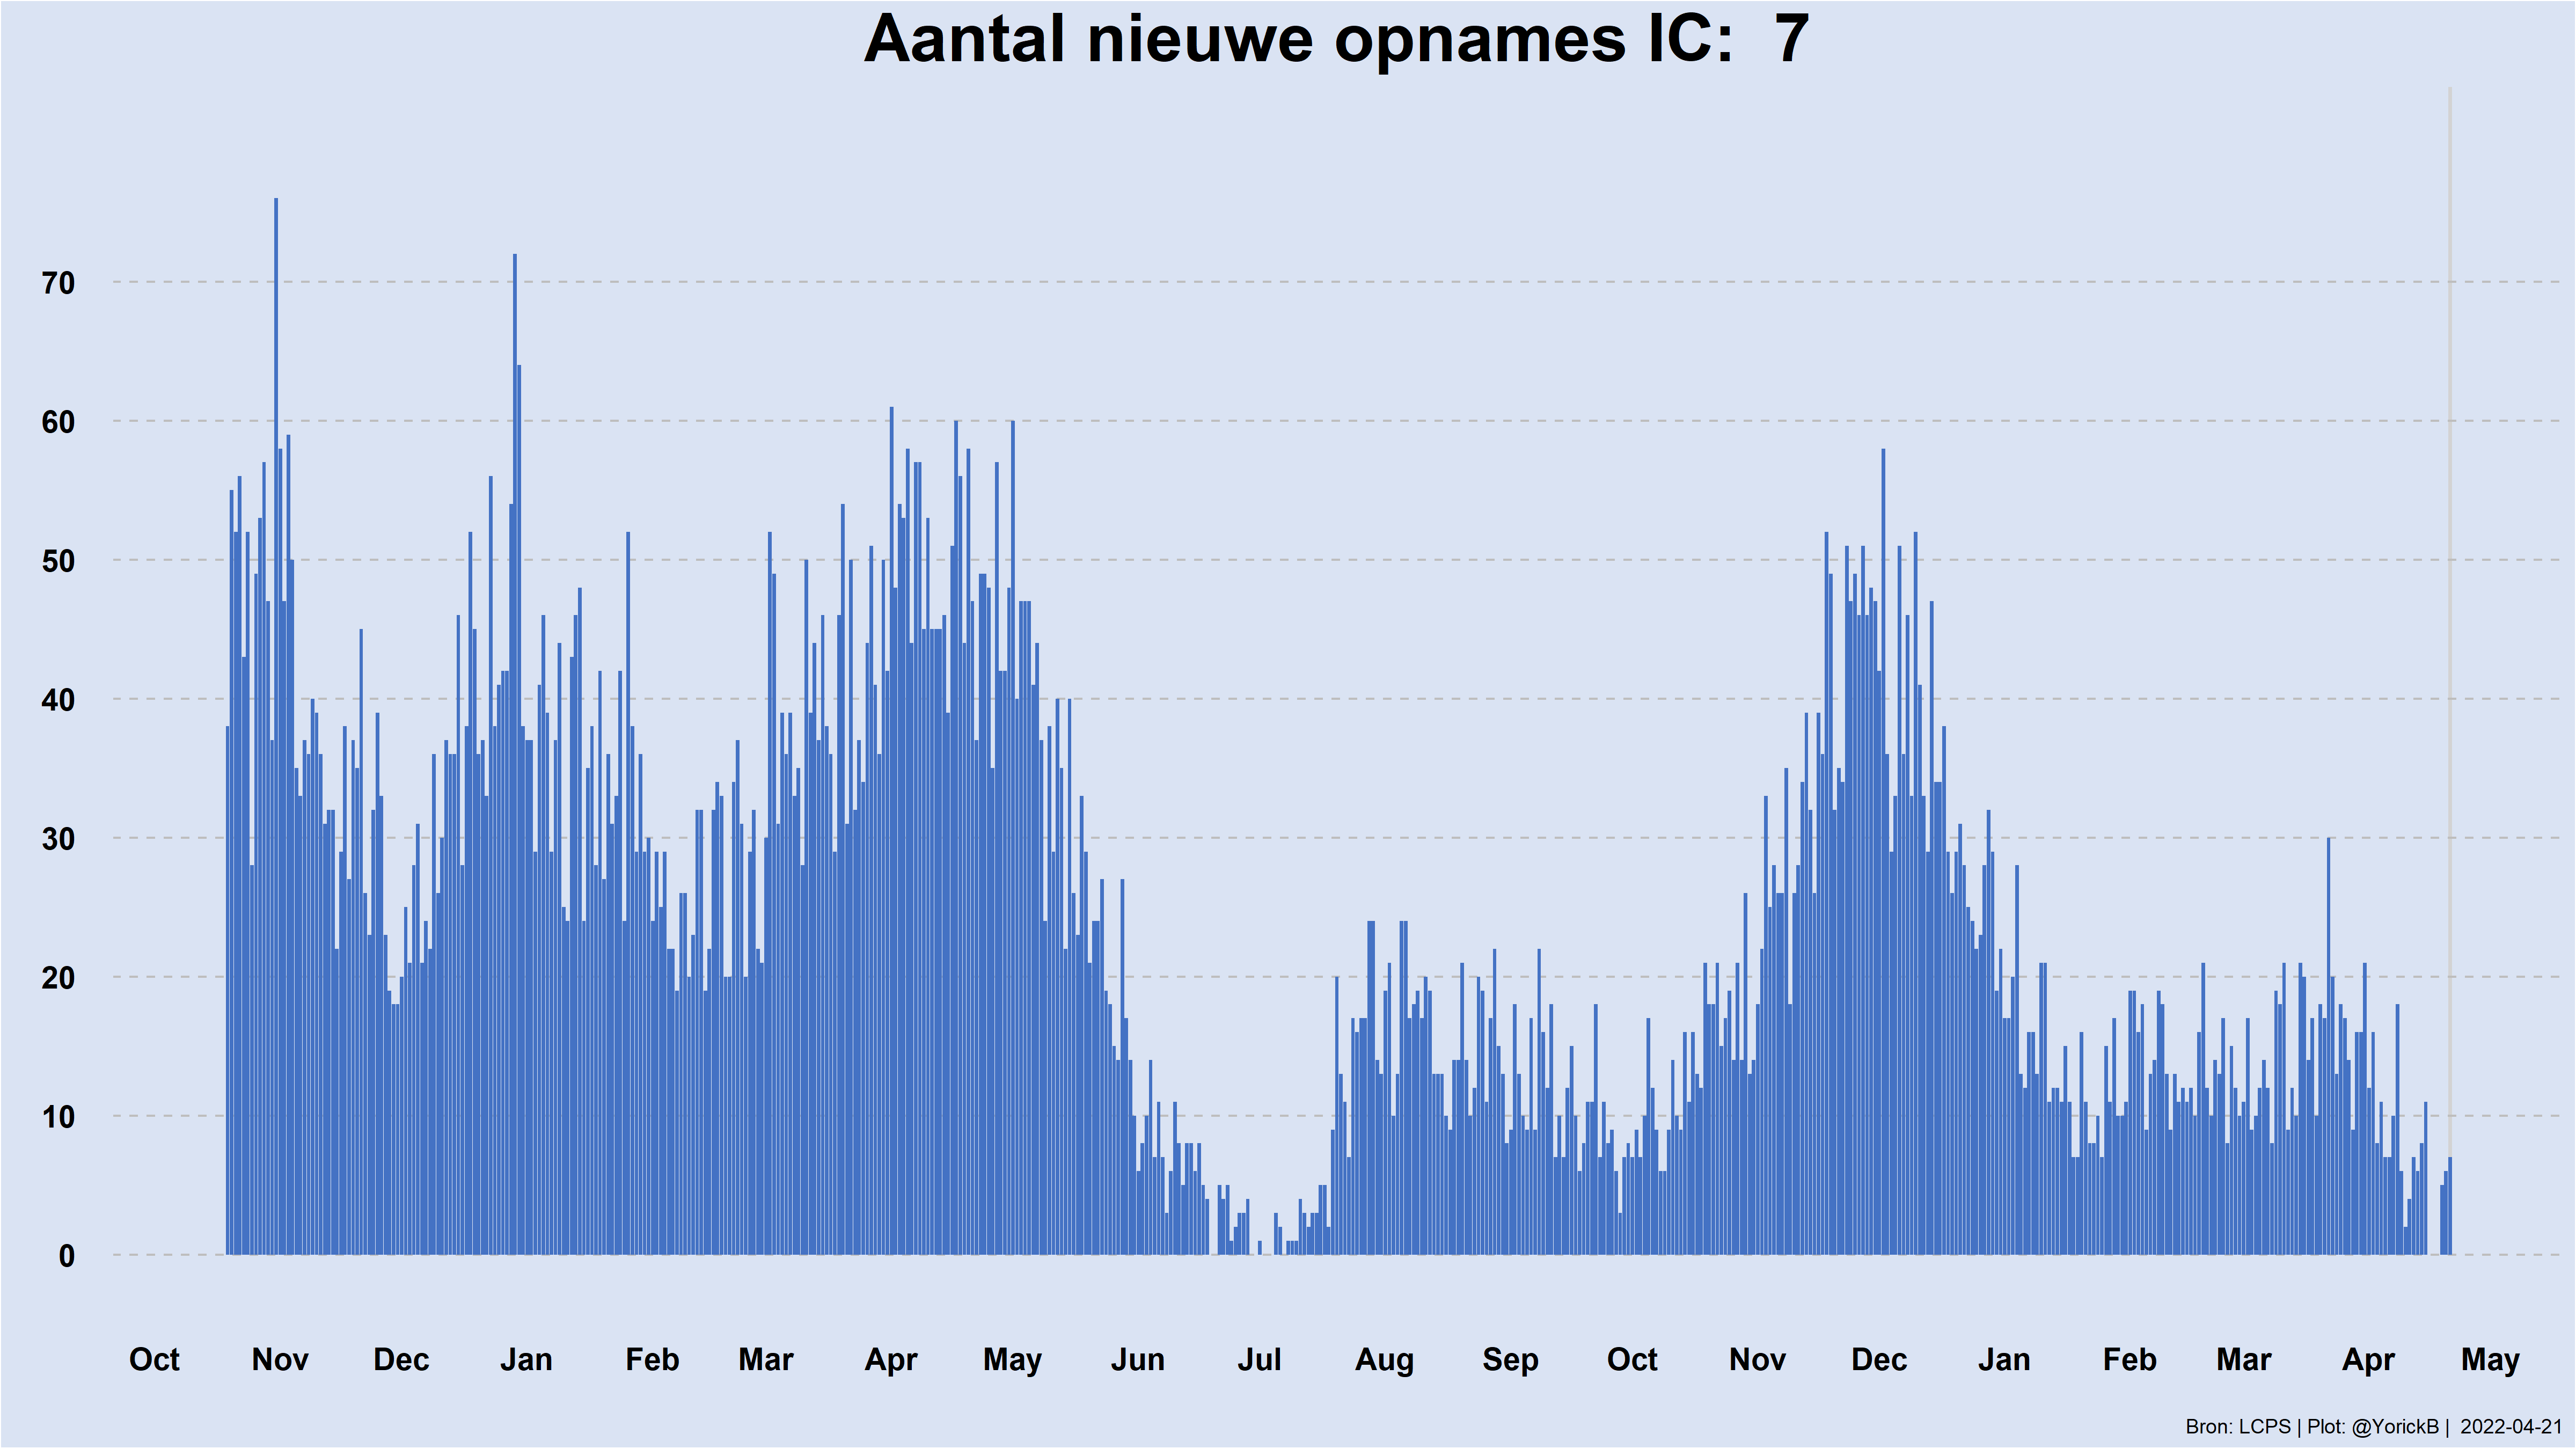 Aantal nieuwe opnames IC: 7
70
60
50
40
30
20
10
0
Oct Nov Dec Jan Feb Mar Apr May Jun Jul Aug Sep Oct Nov Dec Jan Feb Mar Apr May
Bron: LCPS | Plot: @YorickB | 2022-04-21